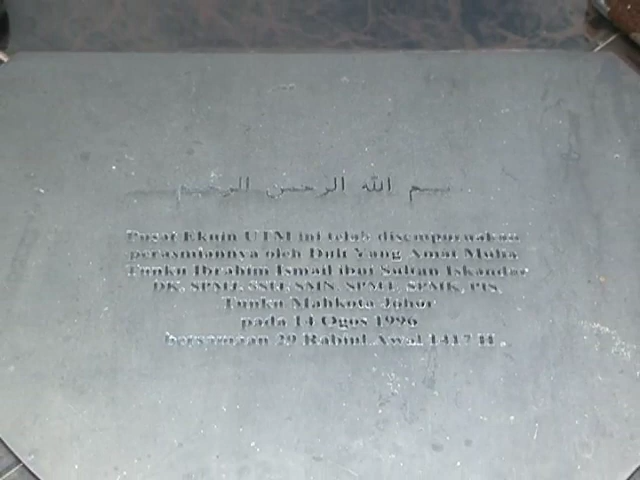 بسم الله الرحمن الرحيم
Pusat Ekuin UTM ini telah disempurnakan
perasmiannya oleh Duli Yang Amat Mulia
Tunku Ibrahim Ismail ibni Sultan Iskandar
DK, SPMJ, SSIJ, SMN, SPMT, SPMK, PIS,
Tunku Mahkota Johor
pada 14 Ogos 1996
bersamaan 29 Rabiul Awal 1417 H